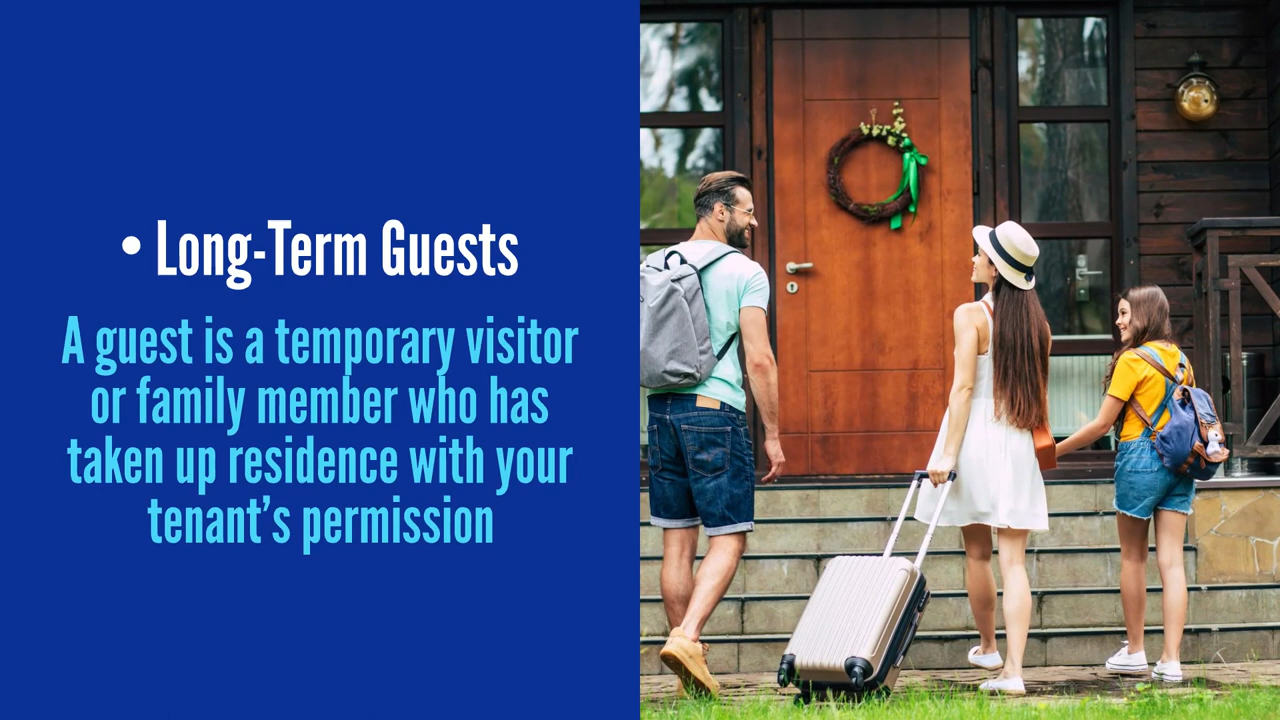 • Long-Term Guests
A guest is a temporary visitor
or family member who has
taken up residence with your
tenant’s permission